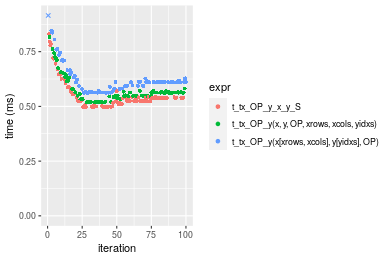 0.75
0.50
0.25
0.00
time (ms)
0
25
50
75
100
iteration
expr
t_tx_OP_y_x_y_S
t_tx_OP_y(x, y, OP, xrows, xcols, yidxs)
t_tx_OP_y(x[xrows, xcols], y[yidxs], OP)